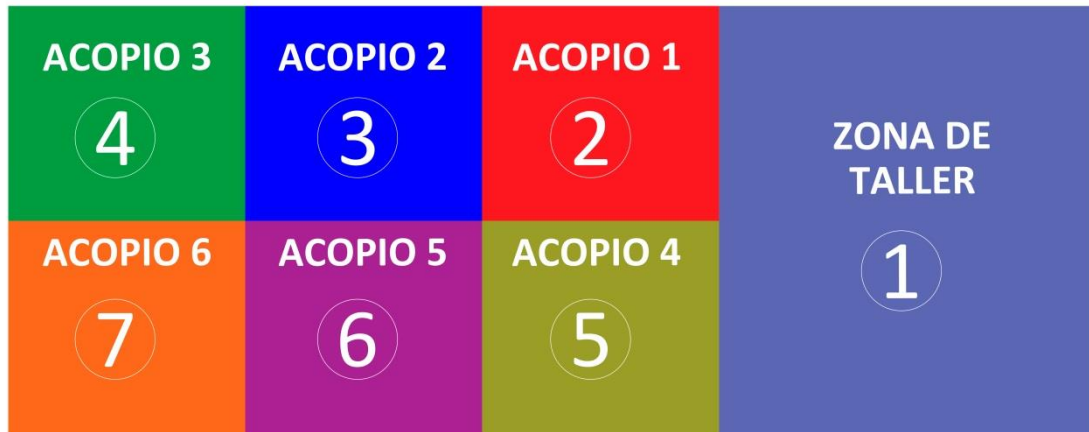 ACOPIO 3
4
ACOPIO 2
3
ACOPIO 1
2
ZONA DE
TALLER
1
ACOPIO 6
7
ACOPIO 5
6
ACOPIO 4
5